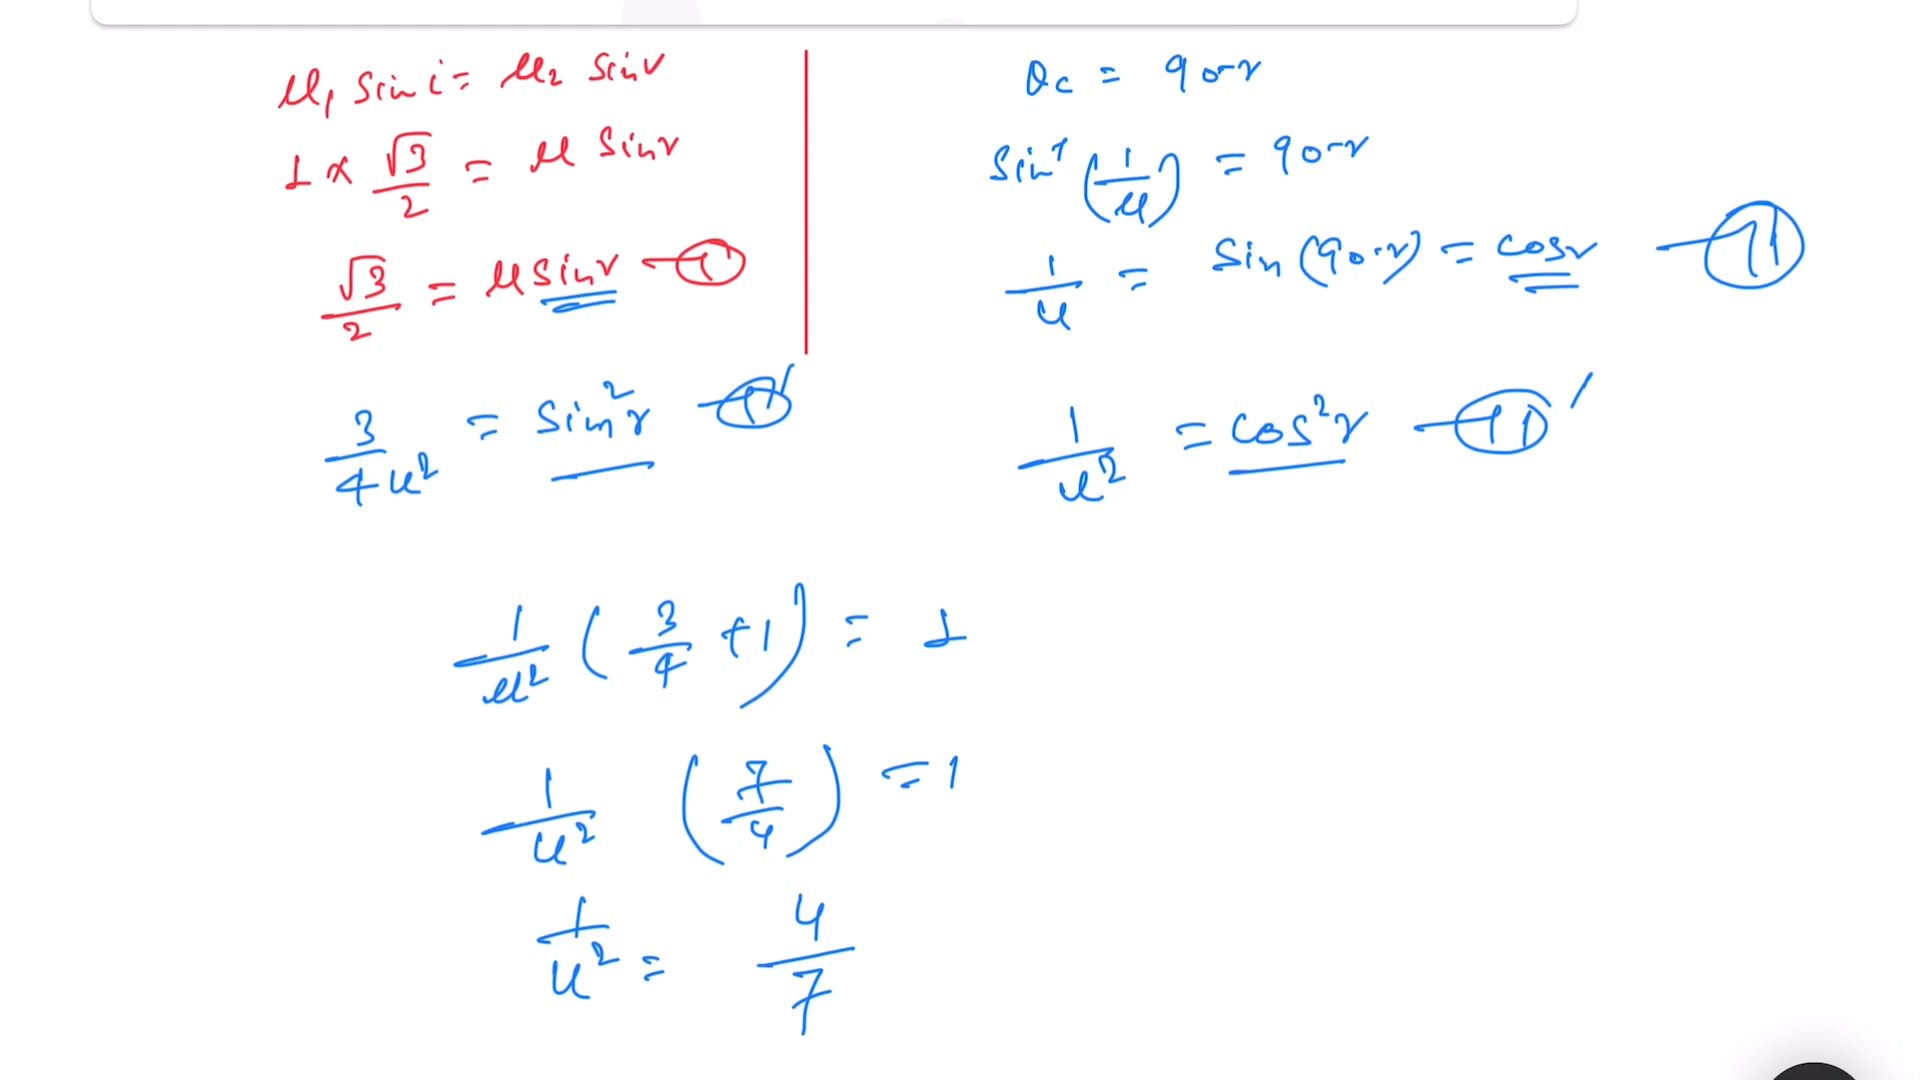 μ₁ sin i = μ₂ sin r
1 × √3/2 = μ sin r
√3/2 = μ sin r — ①
3/4μ² = sin² r — ①'
θc = 90-r
sin⁻¹ (1/μ) = 90-r
1/μ = sin (90-r) = cos r — ⑪
1/μ² = cos² r — ⑪'
1/μ² (3/4 + 1) = 1
1/μ² (7/4) = 1
1/μ² = 4/7